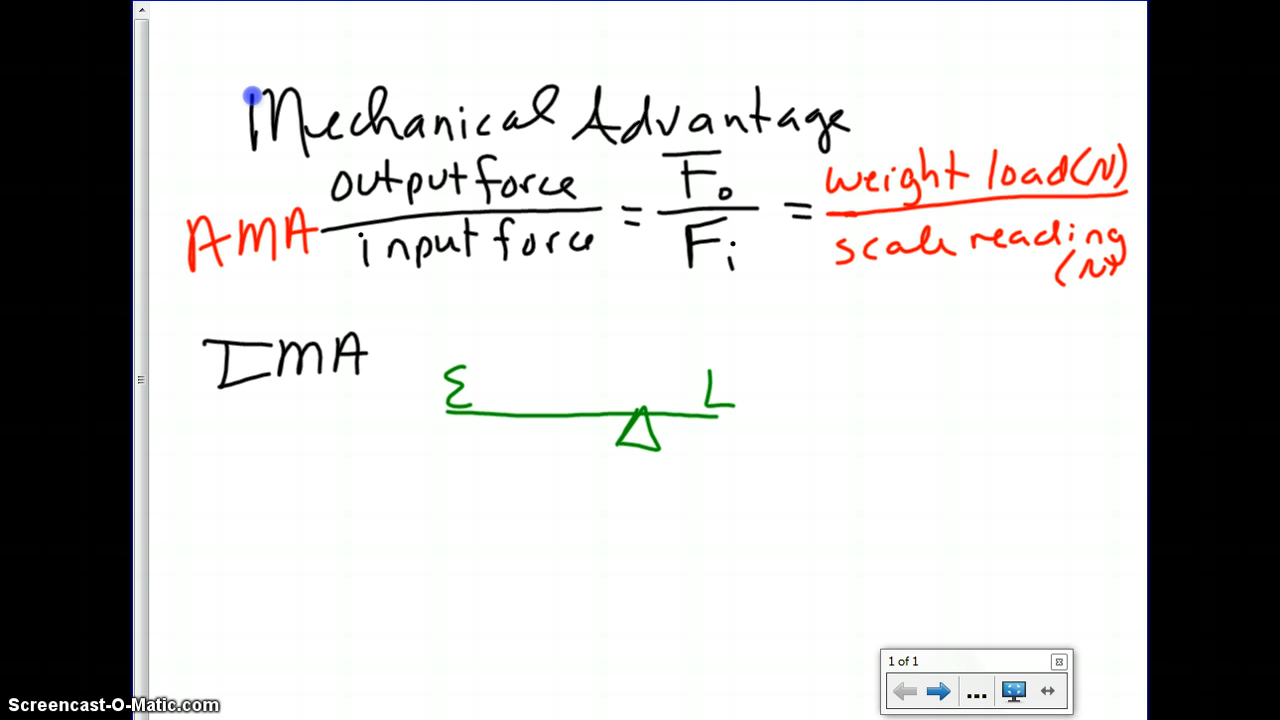 Mechanical Advantage
AMA output force / input force = Fo / Fi = weight load (N) / scale reading (N)
IMA
E L
1 of 1
...
Screencast-O-Matic.com